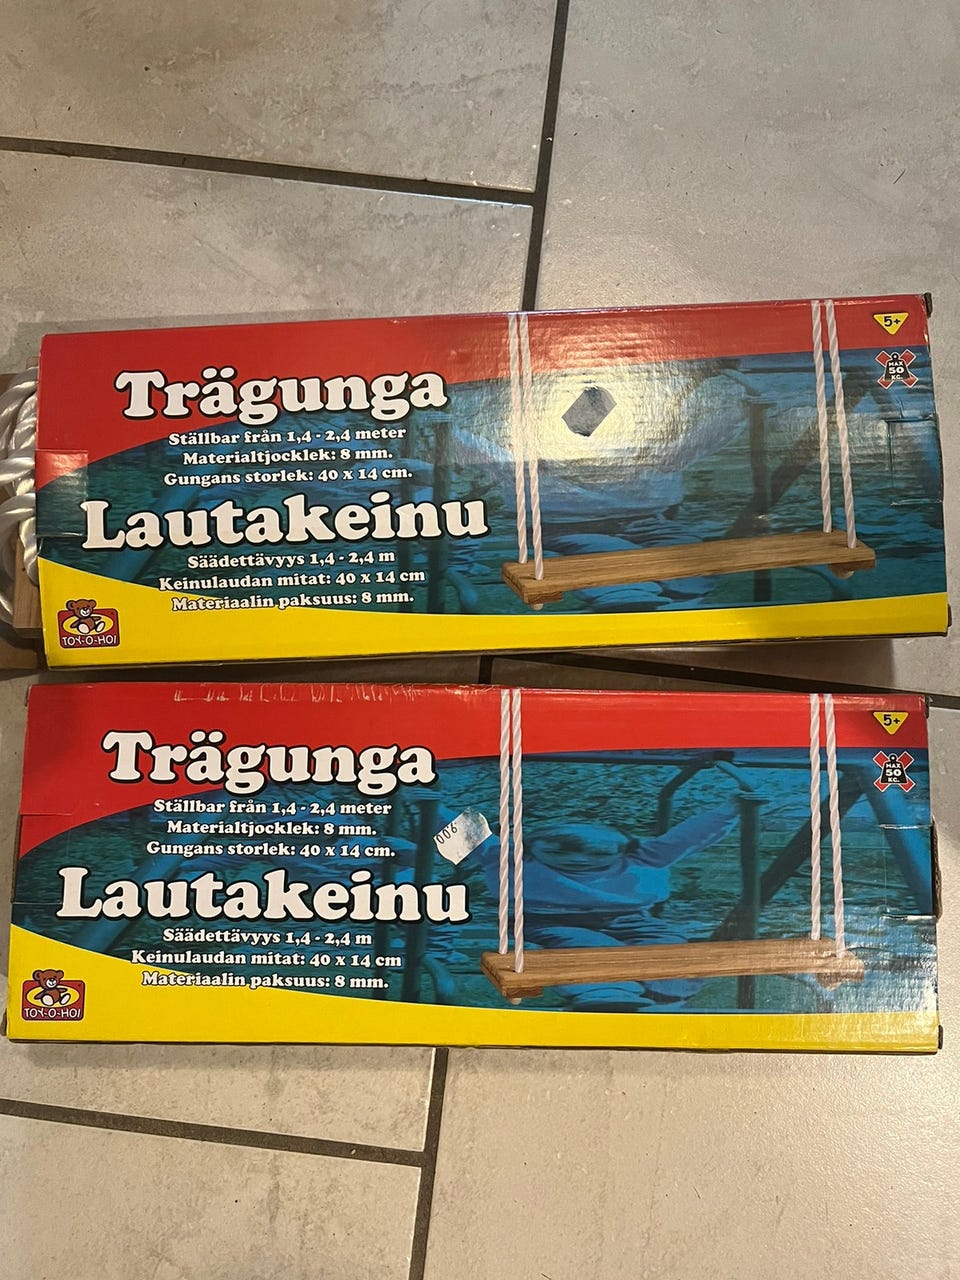 5+
MAX
50
KG.
Trägunga
Ställbar från 1,4 - 2,4 meter
Materialtjocklek: 8 mm.
Gungans storlek: 40 x 14 cm.
Lautakeinu
Säädettävyys 1,4 - 2,4 m
Keinulaudan mitat: 40 x 14 cm
Materiaalin paksuus: 8 mm.
TOY-O-HOI
5+
MAX
50
KG.
Trägunga
Ställbar från 1,4 - 2,4 meter
Materialtjocklek: 8 mm.
Gungans storlek: 40 x 14 cm.
006
Lautakeinu
Säädettävyys 1,4 - 2,4 m
Keinulaudan mitat: 40 x 14 cm
Materiaalin paksuus: 8 mm.
TOY-O-HOI